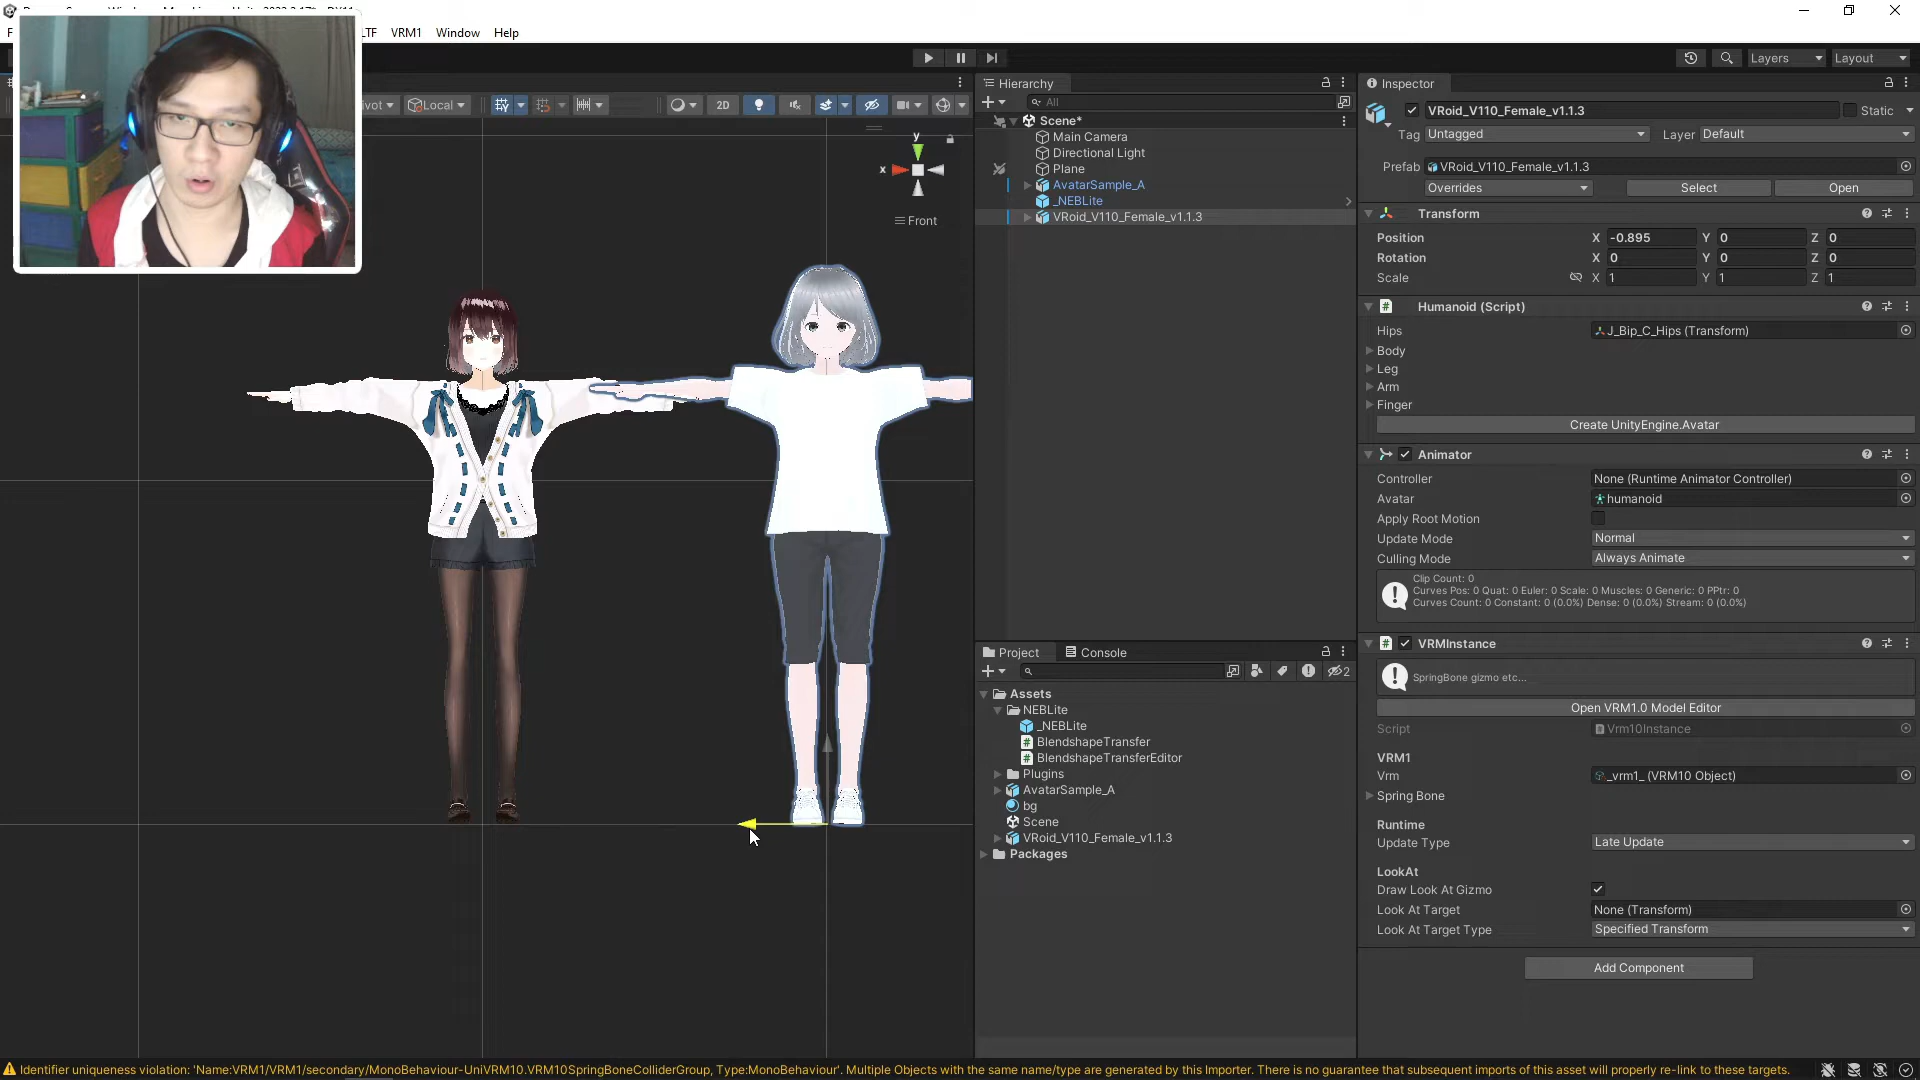 VRM1 Window Help
Layers
Layout
Local
2D
Front
x
y
Hierarchy
All
Scene*
Main Camera
Directional Light
Plane
AvatarSample_A
_NEBLite
VRoid_V110_Female_v1.1.3
Project
Console
2
Assets
NEBLite
_NEBLite
BlendshapeTransfer
BlendshapeTransferEditor
Plugins
AvatarSample_A
bg
Scene
VRoid_V110_Female_v1.1.3
Packages
Inspector
VRoid_V110_Female_v1.1.3
Static
Tag Untagged Layer Default
Prefab VRoid_V110_Female_v1.1.3
Overrides Select Open
Transform
Position X -0.895 Y 0 Z 0
Rotation X 0 Y 0 Z 0
Scale X 1 Y 1 Z 1
Humanoid (Script)
Hips J_Bip_C_Hips (Transform)
Body
Leg
Arm
Finger
Create UnityEngine.Avatar
Animator
Controller None (Runtime Animator Controller)
Avatar humanoid
Apply Root Motion
Update Mode Normal
Culling Mode Always Animate
Clip Count: 0
Curves Pos: 0 Quat: 0 Euler: 0 Scale: 0 Muscles: 0 Generic: 0 PPtr: 0
Curves Count: 0 Constant: 0 (0.0%) Dense: 0 (0.0%) Stream: 0 (0.0%)
VRMInstance
SpringBone gizmo etc...
Open VRM1.0 Model Editor
Script Vrm10Instance
VRM1
Vrm _vrm1_ (VRM10 Object)
Spring Bone
Runtime
Update Type Late Update
LookAt
Draw Look At Gizmo
Look At Target None (Transform)
Look At Target Type Specified Transform
Add Component
Identifier uniqueness violation: 'Name:VRM1/VRM1/secondary/MonoBehaviour-UniVRM10.VRM10SpringBoneColliderGroup, Type:MonoBehaviour'. Multiple Objects with the same name/type are generated by this Importer. There is no guarantee that subsequent imports of this asset will properly re-link to these targets.